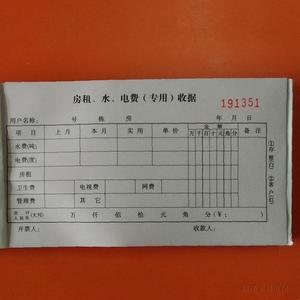 房租、水、电费(专用)收据
191351
用户名称: 号 栋 房 年 月 日
项目 上月 本月 实用 单价 金额 备注
万 千 百 十 元 角 分
水费(吨)
电费(度)
房租
卫生费 电视费 网费
管理费 其它
合计人民币(大写) 万 仟 佰 拾 元 角 分(¥: )
开票人: 收款人:
①存根(白) ②客户(红)